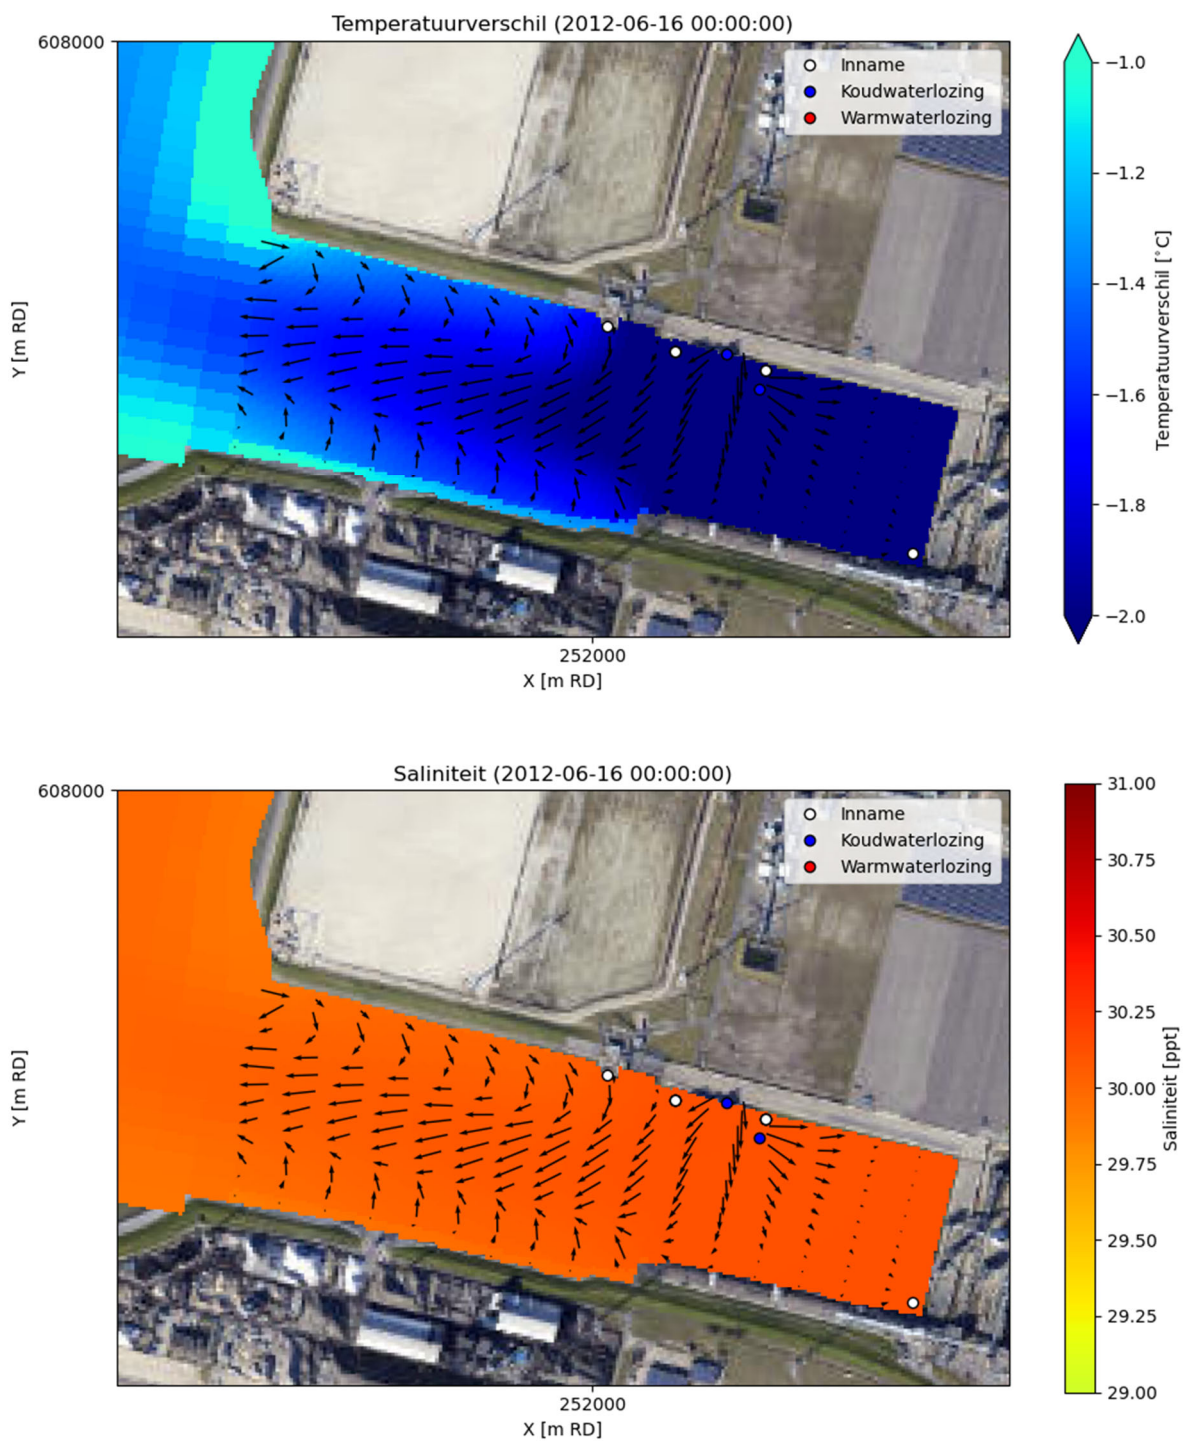 Temperatuurverschil (2012-06-16 00:00:00)
608000
Inname
Koudwaterlozing
Warmwaterlozing
Y [m RD]
252000
X [m RD]
−1.0
−1.2
−1.4
−1.6
−1.8
−2.0
Temperatuurverschil [°C]
Saliniteit (2012-06-16 00:00:00)
608000
Inname
Koudwaterlozing
Warmwaterlozing
Y [m RD]
252000
X [m RD]
31.00
30.75
30.50
30.25
30.00
29.75
29.50
29.25
29.00
Saliniteit [ppt]